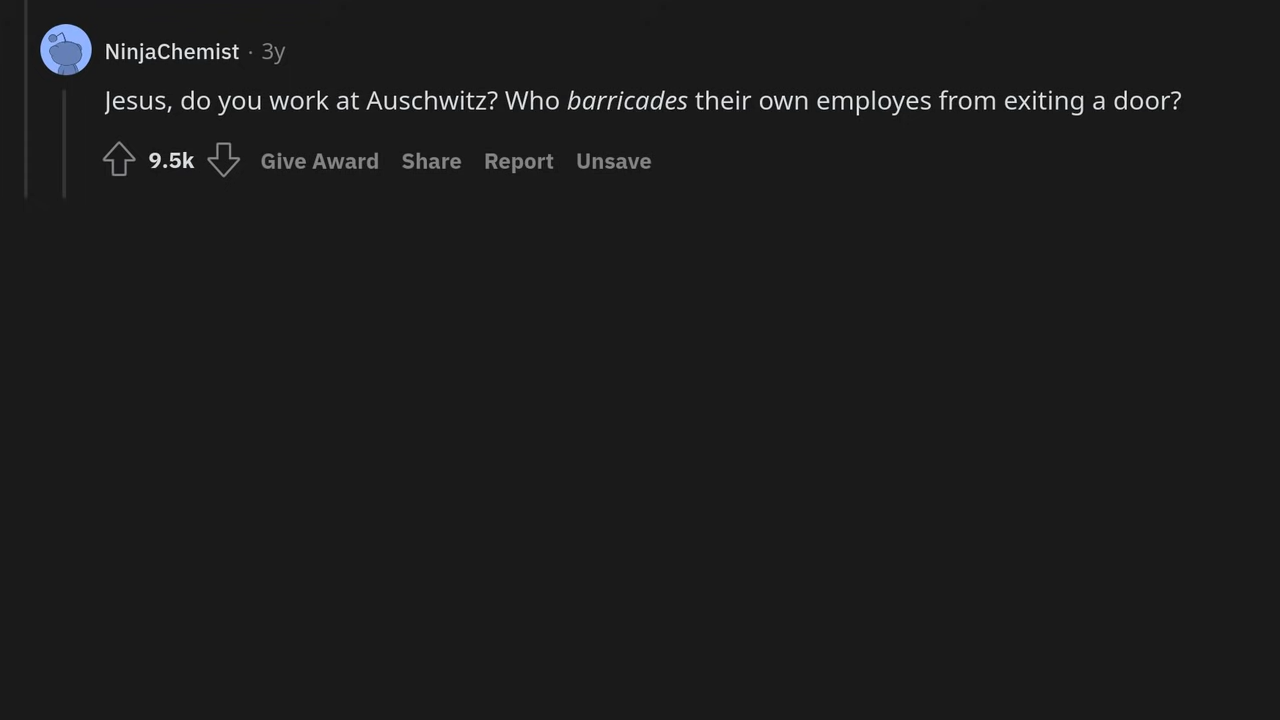 NinjaChemist · 3y
Jesus, do you work at Auschwitz? Who barricades their own employes from exiting a door?
9.5k Give Award Share Report Unsave